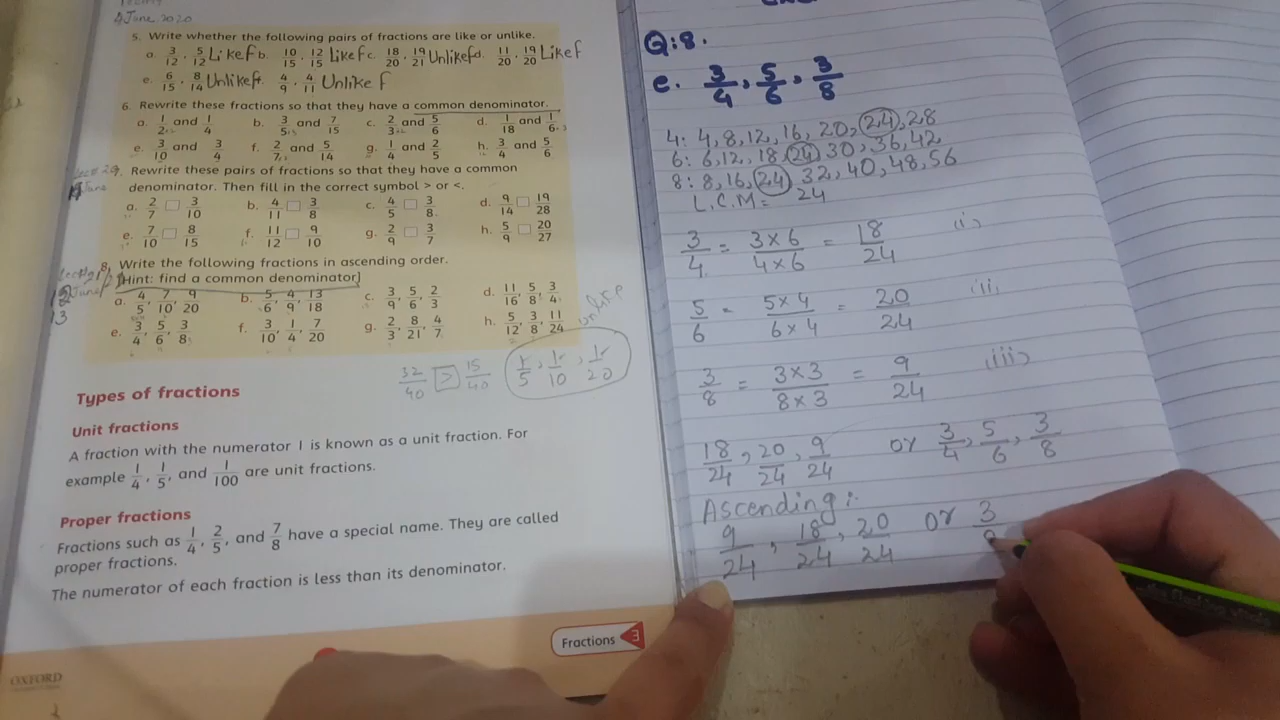 4 June 2020
5. Write whether the following pairs of fractions are like or unlike.
a. 3/12, 5/12 Like f b. 10/15, 12/15 Like f c. 18/20, 19/21 Unlike f d. 11/20, 19/20 Like f
e. 6/15, 8/14 Unlike f f. 4/9, 4/11 Unlike f
6. Rewrite these fractions so that they have a common denominator.
a. 1/2 and 1/4 b. 3/5 and 7/15 c. 2/3 and 5/6 d. 1/18 and 1/6
e. 3/10 and 3/4 f. 2/7 and 5/14 g. 1/4 and 2/5 h. 3/4 and 5/6
7. Rewrite these pairs of fractions so that they have a common
denominator. Then fill in the correct symbol > or <.
a. 2/7 □ 3/10 b. 4/11 □ 3/8 c. 4/5 □ 3/8 d. 9/14 □ 19/28
e. 7/10 □ 8/15 f. 11/12 □ 9/10 g. 2/9 □ 3/7 h. 5/9 □ 20/27
8. Write the following fractions in ascending order.
[Hint: find a common denominator]
a. 4/5, 7/10, 9/20 b. 5/6, 4/9, 13/18 c. 3/9, 5/6, 2/3 d. 11/16, 5/8, 3/4
e. 3/4, 5/6, 3/8 f. 3/10, 1/4, 7/20 g. 2/3, 8/21, 4/7 h. 5/12, 3/8, 11/24
32/40 > 15/40 1/5, 1/10, 1/20 unlike
Types of fractions
Unit fractions
A fraction with the numerator 1 is known as a unit fraction. For
example 1/4, 1/5, and 1/100 are unit fractions.
Proper fractions
Fractions such as 1/4, 2/5, and 7/8 have a special name. They are called
proper fractions.
The numerator of each fraction is less than its denominator.
Fractions 3
OXFORD
Q:8.
e. 3/4, 5/6, 3/8
4: 4, 8, 12, 16, 20, 24, 28
6: 6, 12, 18, 24, 30, 36, 42
8: 8, 16, 24, 32, 40, 48, 56
L.C.M = 24
3/4 = 3×6/4×6 = 18/24 (i)
5/6 = 5×4/6×4 = 20/24 (ii)
3/8 = 3×3/8×3 = 9/24 (iii)
18/24, 20/24, 9/24 or 3/4, 5/6, 3/8
Ascending:
9/24, 18/24, 20/24 or 3